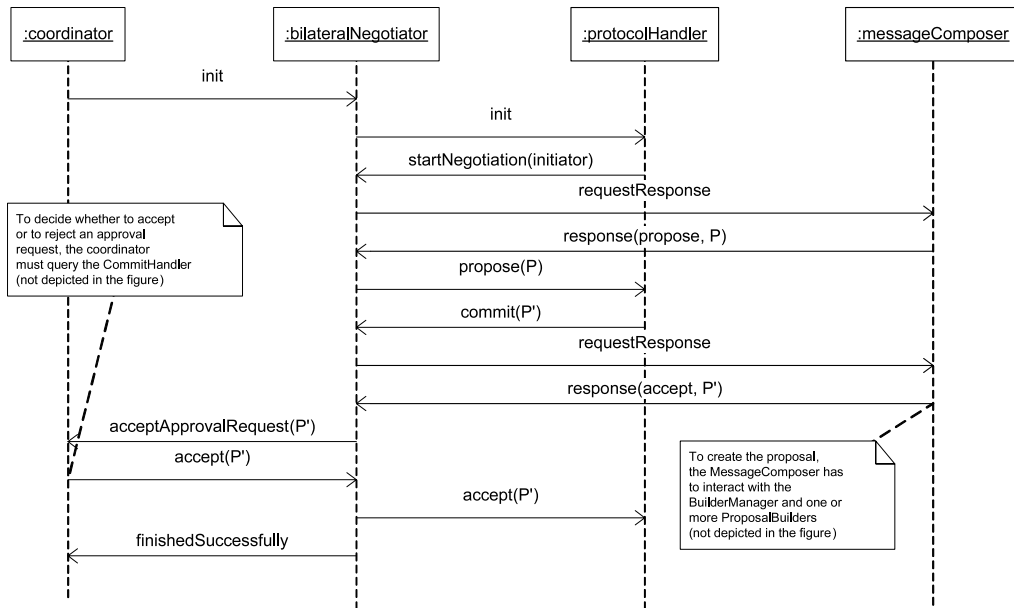 :coordinator
:bilateralNegotiator
:protocolHandler
:messageComposer
init
init
startNegotiation(initiator)
requestResponse
To decide whether to accept
or to reject an approval
request, the coordinator
must query the CommitHandler
(not depicted in the figure)
response(propose, P)
propose(P)
commit(P')
requestResponse
response(accept, P')
acceptApprovalRequest(P')
accept(P')
To create the proposal,
the MessageComposer has
to interact with the
BuilderManager and one or
more ProposalBuilders
(not depicted in the figure)
accept(P')
finishedSuccessfully